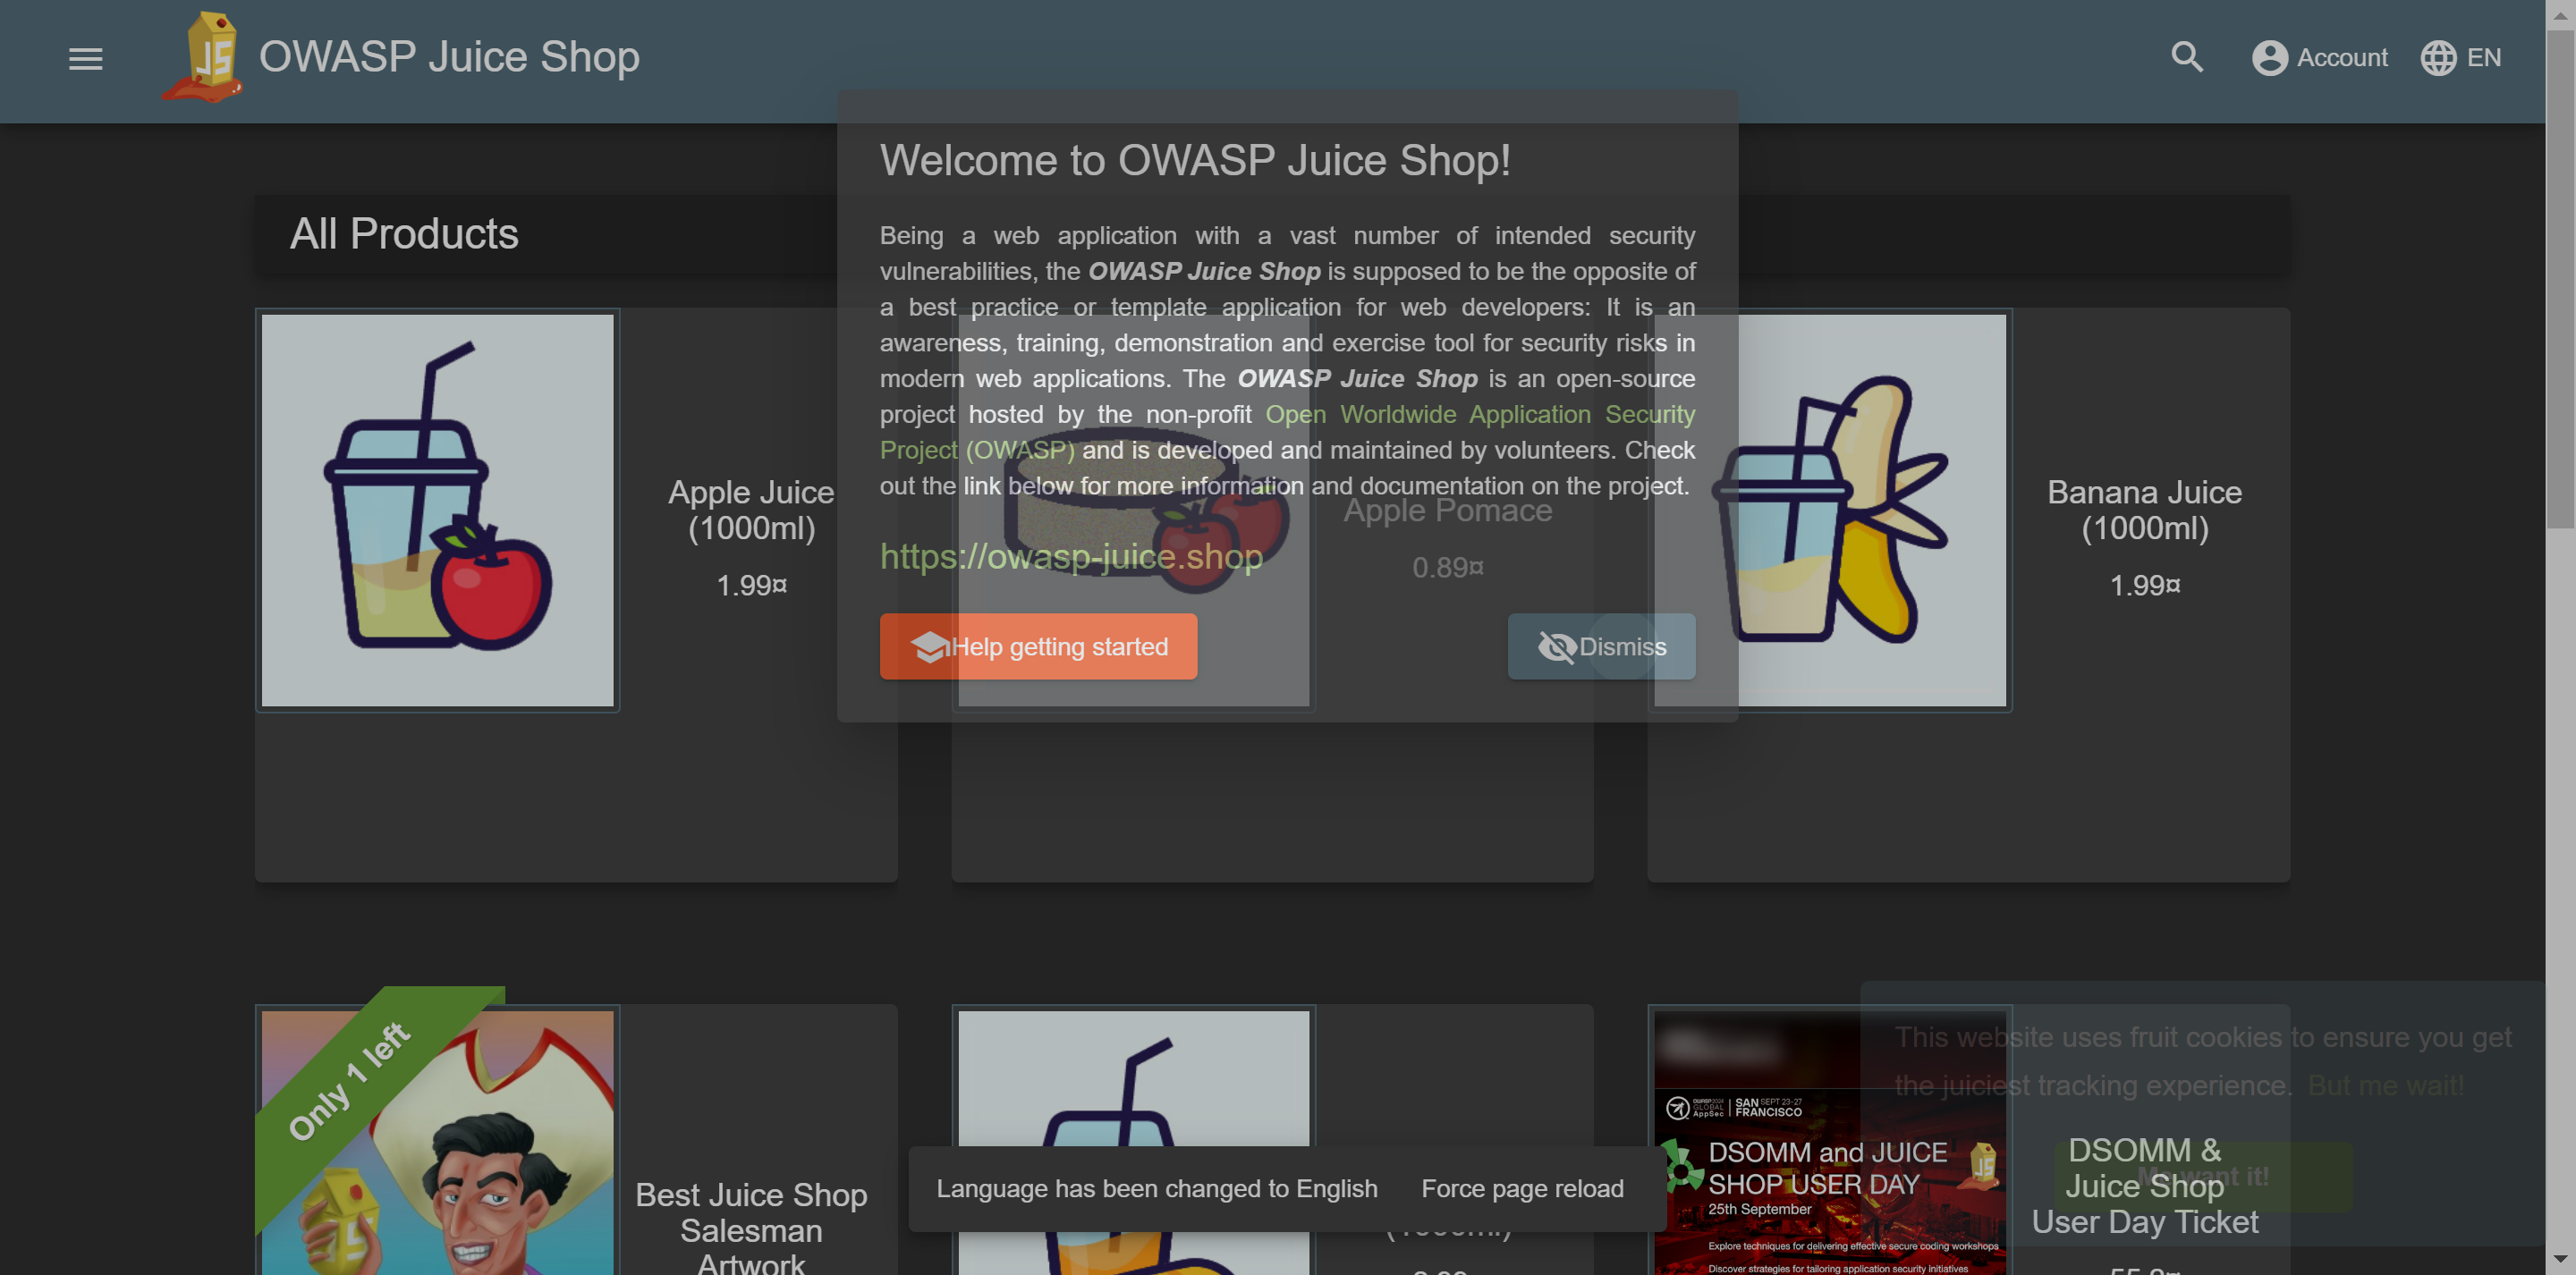 OWASP Juice Shop
Account
EN
Welcome to OWASP Juice Shop!
All Products
Being a web application with a vast number of intended security
vulnerabilities, the OWASP Juice Shop is supposed to be the opposite of
a best practice or template application for web developers: It is an
awareness, training, demonstration and exercise tool for security risks in
modern web applications. The OWASP Juice Shop is an open-source
project hosted by the non-profit Open Worldwide Application Security
Project (OWASP) and is developed and maintained by volunteers. Check
out the link below for more information and documentation on the project.
https://owasp-juice.shop
Help getting started
Dismiss
Apple Juice
(1000ml)
1.99¤
Apple Pomace
0.89¤
Banana Juice
(1000ml)
1.99¤
Only 1 left
Best Juice Shop
Salesman
Artwork
JS
Language has been changed to English
Force page reload
This website uses fruit cookies to ensure you get
the juiciest tracking experience. But me wait!
Me want it!
OWASP 2024
GLOBAL
AppSec
SAN SEPT 23-27
FRANCISCO
DSOMM and JUICE
SHOP USER DAY
25th September
Explore techniques for delivering effective secure coding workshops
Discover strategies for tailoring application security initiatives
DSOMM &
Juice Shop
User Day Ticket